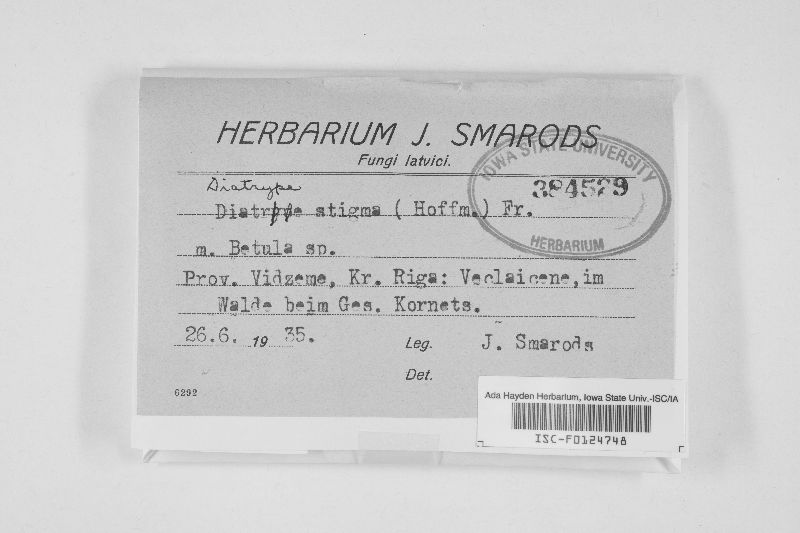 HERBARIUM J. SMARODS
Fungi latvici.
IOWA STATE UNIVERSITY
384529
HERBARIUM
Diatrype
stigma ( Hoffm.) Fr.
m. Betula sp.
Prov. Vidzeme, Kr. Riga: Veclaicene, im
Walde beim Ges. Kornets.
26.6. 19 35.
Leg. J. Smarods
Det.
6292
Ada Hayden Herbarium, Iowa State Univ.-ISC/IA
ISC-F0124748